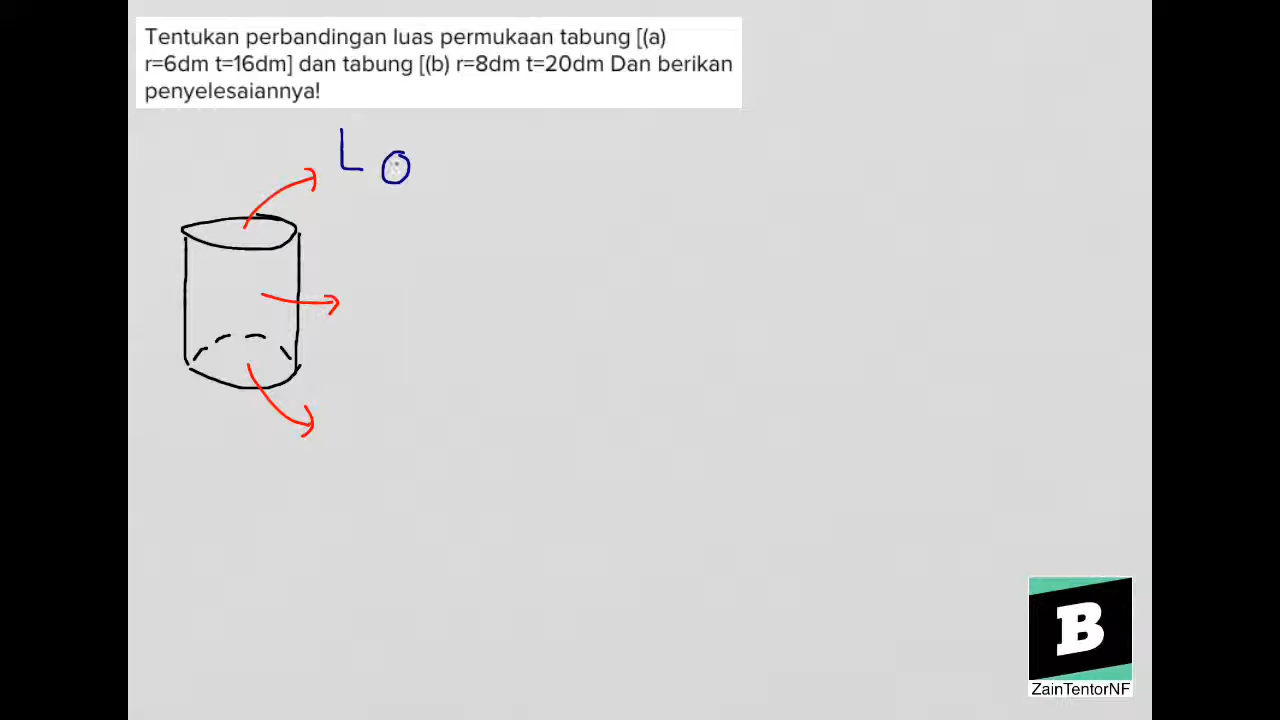 Tentukan perbandingan luas permukaan tabung [(a)
r=6dm t=16dm] dan tabung [(b) r=8dm t=20dm Dan berikan
penyelesaiannya!
L O
B
ZainTentorNF